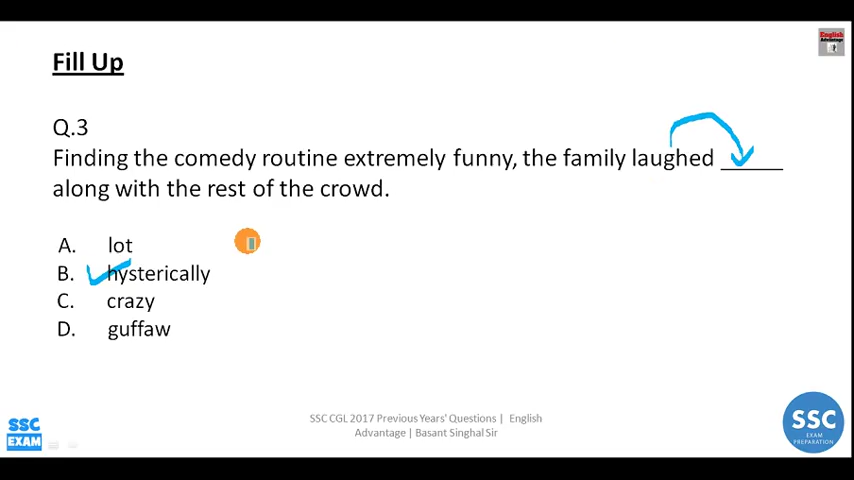 English
Advantage
Fill Up
Q.3
Finding the comedy routine extremely funny, the family laughed _____
along with the rest of the crowd.
A. lot
B. hysterically
C. crazy
D. guffaw
SSC CGL 2017 Previous Years' Questions | English
Advantage | Basant Singhal Sir
SSC
EXAM
SSC
EXAM
PREPARATION